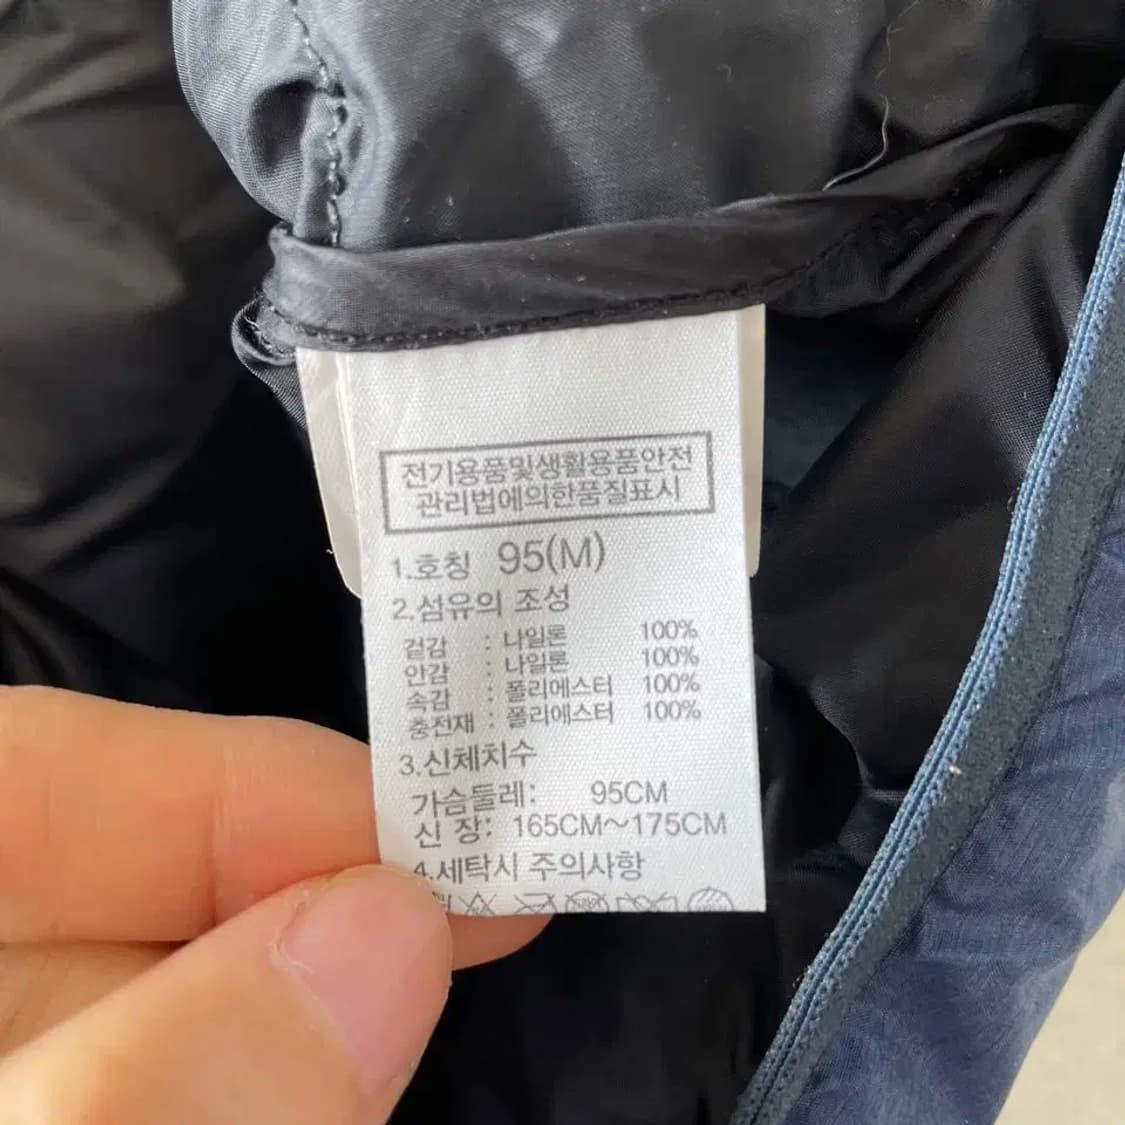 전기용품및생활용품안전
관리법에의한품질표시
1.호칭 95(M)
2.섬유의 조성
겉감 : 나일론 100%
안감 : 나일론 100%
속감 : 폴리에스터 100%
충전재 : 폴리에스터 100%
3.신체치수
가슴둘레: 95CM
신 장: 165CM~175CM
4.세탁시 주의사항